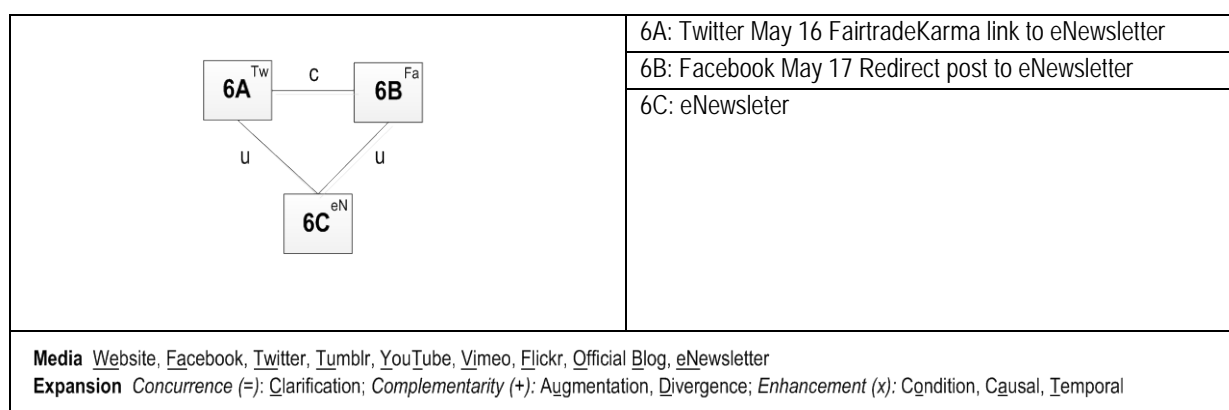 6A: Twitter May 16 FairtradeKarma link to eNewsletter
6B: Facebook May 17 Redirect post to eNewsletter
6C: eNewsleter
6A Tw
c
6B Fa
u
u
6C eN
Media Website, Facebook, Twitter, Tumblr, YouTube, Vimeo, Flickr, Official Blog, eNewsletter
Expansion Concurrence (=): Clarification; Complementarity (+): Augmentation, Divergence; Enhancement (x): Condition, Causal, Temporal